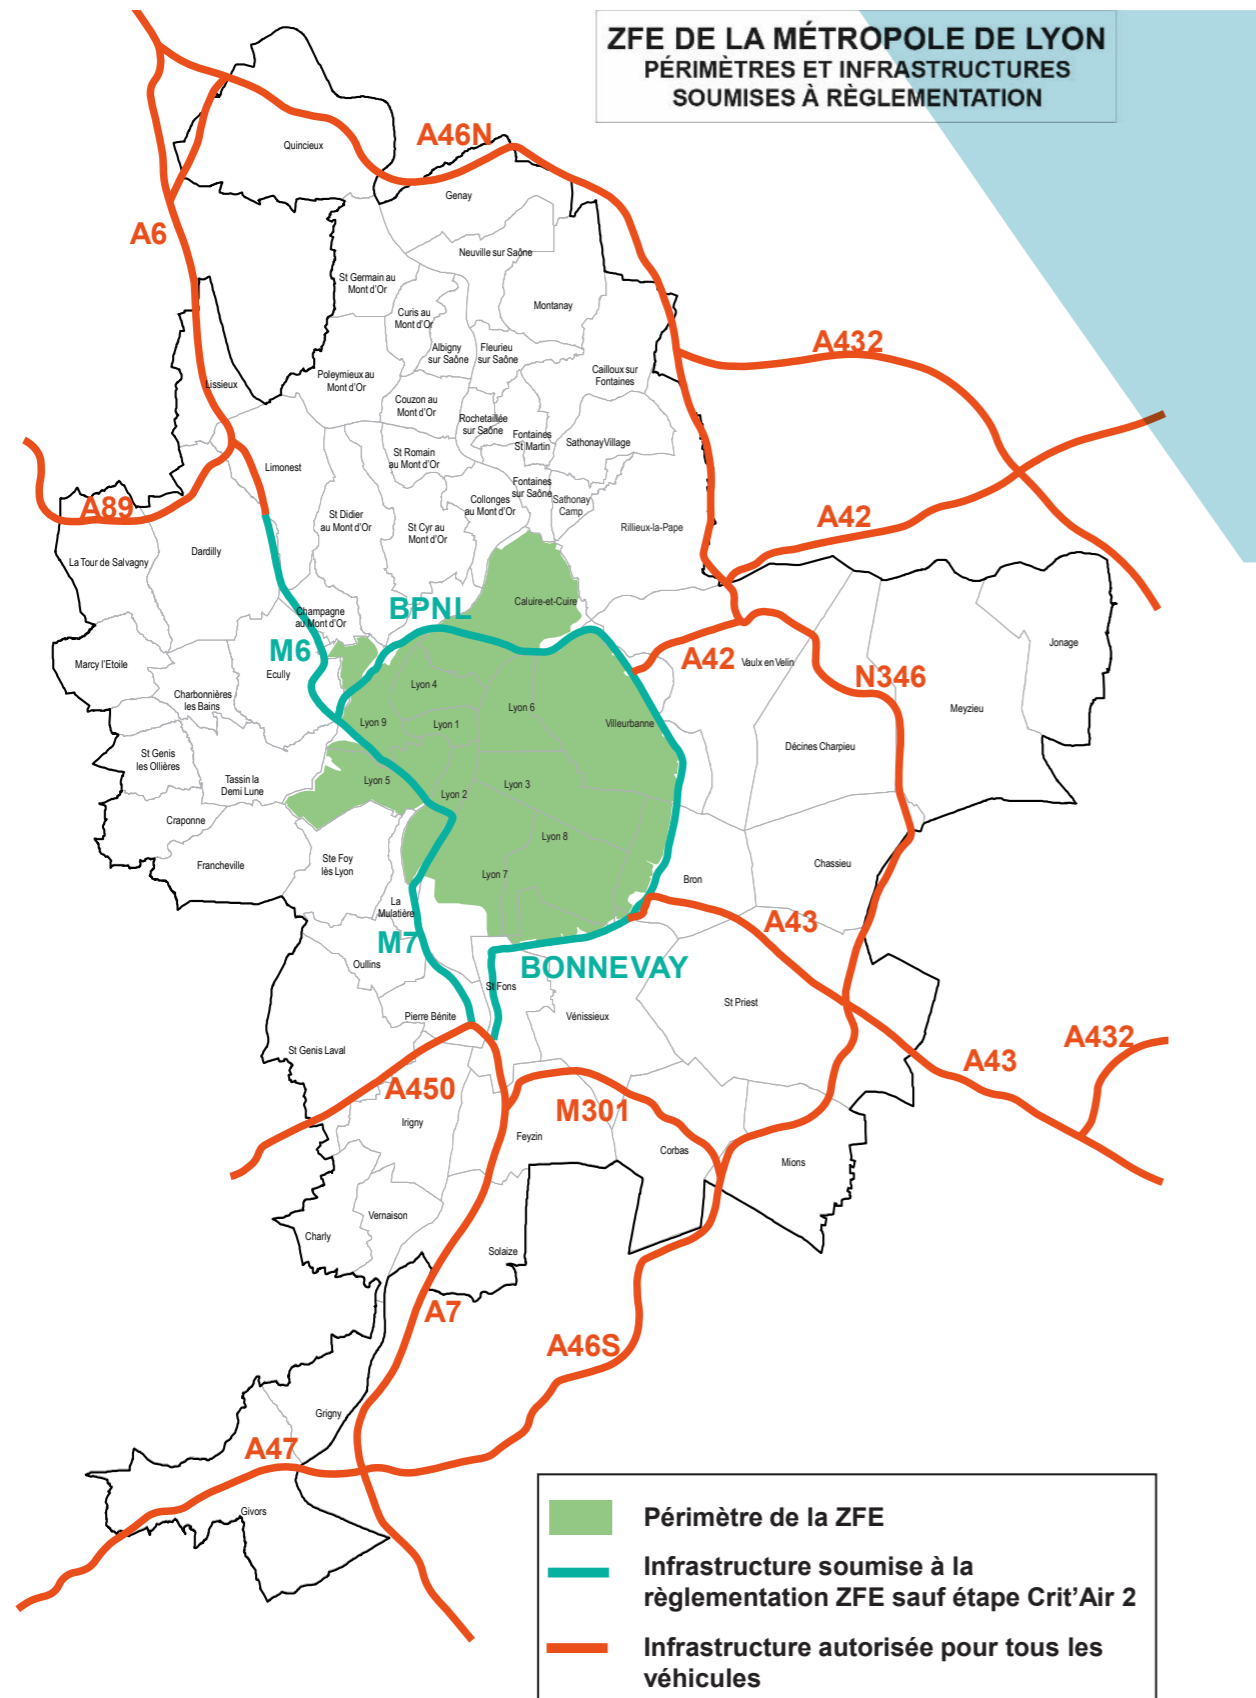 ZFE DE LA MÉTROPOLE DE LYON
PÉRIMÈTRES ET INFRASTRUCTURES
SOUMISES À RÈGLEMENTATION
A46N
Quincieux
Genay
A6
Neuville sur Saône
St Germain au
Mont d'Or
Montanay
Curis au
Mont d'Or
Albigny
sur Saône
Fleurieu
sur Saône
A432
Cailloux sur
Fontaines
Lissieux
Poleymieux au
Mont d'Or
Couzon au
Mont d'Or
Rochetaillée
sur Saône
Fontaines
St Martin
Sathonay Village
Limonest
St Romain
au Mont d'Or
Fontaines
sur Saône
Sathonay
Camp
Collonges
au Mont d'Or
A89
St Didier
au Mont d'Or
St Cyr au
Mont d'Or
Rillieux-la-Pape
A42
Dardilly
La Tour de Salvagny
Caluire-et-Cuire
Champagne
au Mont d'Or
BPNL
M6
A42
Jonage
Marcy l'Etoile
Ecully
Vaulx en Velin
N346
Charbonnières
les Bains
Lyon 4
Lyon 6
Meyzieu
Lyon 9
Lyon 1
Villeurbanne
Décines Charpieu
St Genis
les Ollières
Tassin la
Demi Lune
Lyon 5
Lyon 2
Lyon 3
Craponne
Lyon 8
Francheville
Ste Foy
lès Lyon
Chassieu
Lyon 7
Bron
La
Mulatière
A43
M7
Oullins
BONNEVAY
St Fons
St Priest
Pierre Bénite
Vénissieux
A432
St Genis Laval
A43
A450
M301
Irigny
Feyzin
Corbas
Mions
Vernaison
Charly
Solaize
A7
A46S
Grigny
A47
Givors
Périmètre de la ZFE
Infrastructure soumise à la
règlementation ZFE sauf étape Crit'Air 2
Infrastructure autorisée pour tous les
véhicules